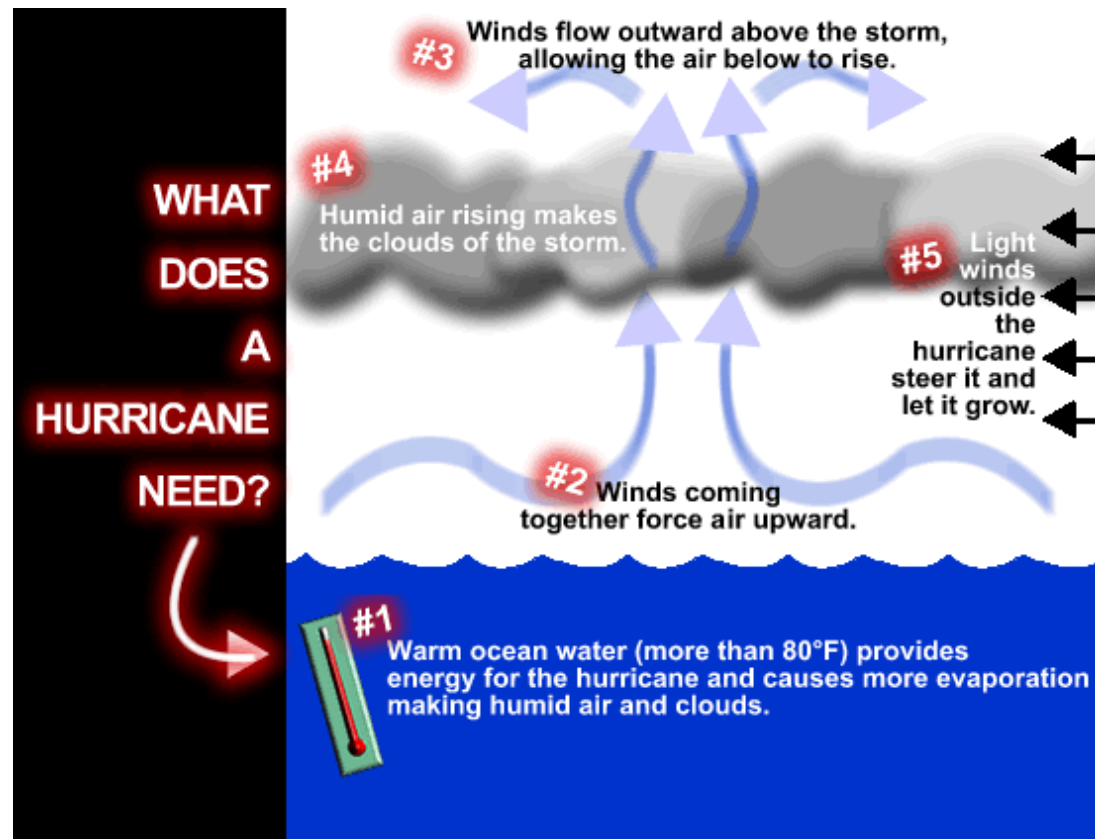 WHAT
DOES
A
HURRICANE
NEED?
#1
Warm ocean water (more than 80°F) provides
energy for the hurricane and causes more evaporation
making humid air and clouds.
#2
Winds coming
together force air upward.
#3
Winds flow outward above the storm,
allowing the air below to rise.
#4
Humid air rising makes
the clouds of the storm.
#5
Light
winds
outside
the
hurricane
steer it and
let it grow.